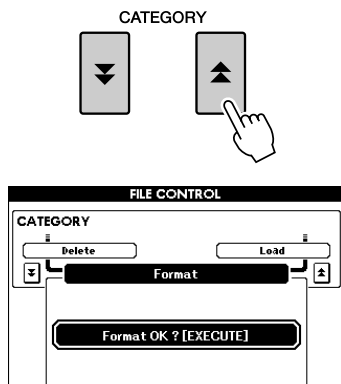 CATEGORY
FILE CONTROL
CATEGORY
Delete
Load
Format
Format OK ? [EXECUTE]